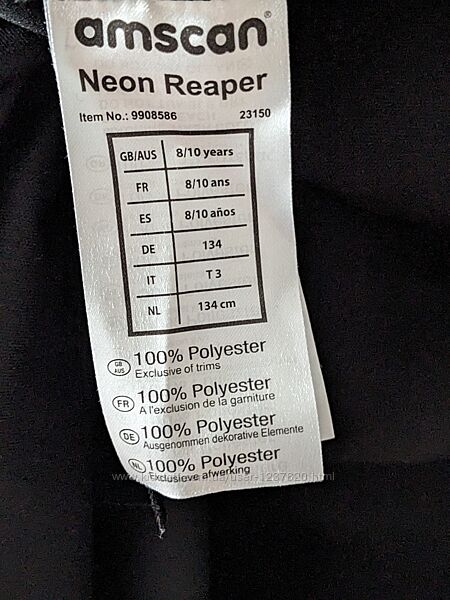 amscan®
Neon Reaper
Item No.: 9908586 23150
GB/AUS 8/10 years
FR 8/10 ans
ES 8/10 años
DE 134
IT T 3
NL 134 cm
GB AUS 100% Polyester
Exclusive of trims
FR 100% Polyester
A l'exclusion de la garniture
DE 100% Polyester
Ausgenommen dekorative Elemente
NL 100% Polyester
Exclusieve afwerking